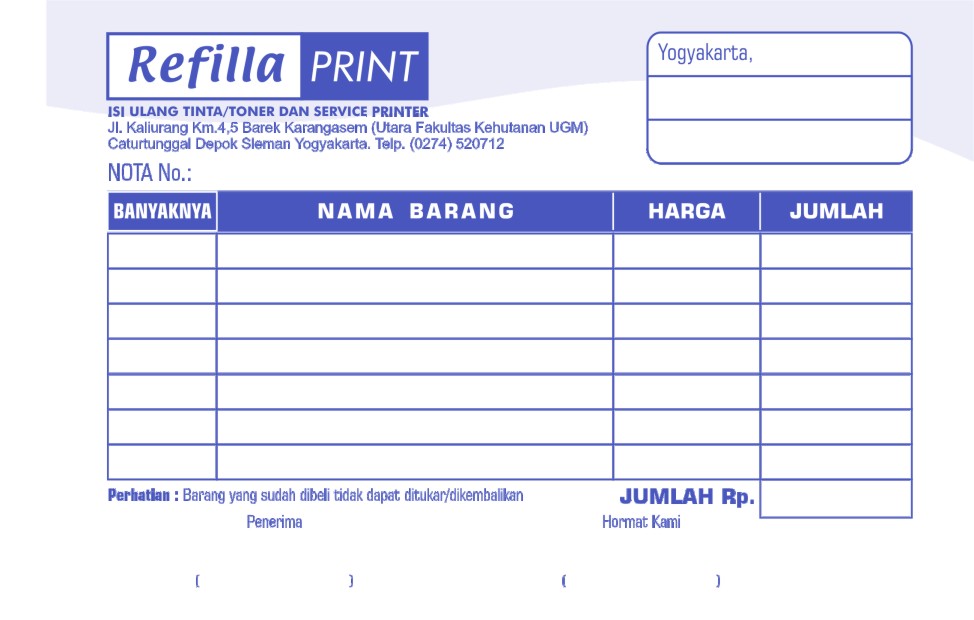 Refilla PRINT
Yogyakarta,
ISI ULANG TINTA/TONER DAN SERVICE PRINTER
Jl. Kaliurang Km.4,5 Barek Karangasem (Utara Fakultas Kehutanan UGM)
Caturtunggal Depok Sleman Yogyakarta. Telp. (0274) 520712
NOTA No.:
BANYAKNYA NAMA BARANG HARGA JUMLAH
Perhatian : Barang yang sudah dibeli tidak dapat ditukar/dikembalikan
JUMLAH Rp.
Penerima Hormat Kami
( ) ( )